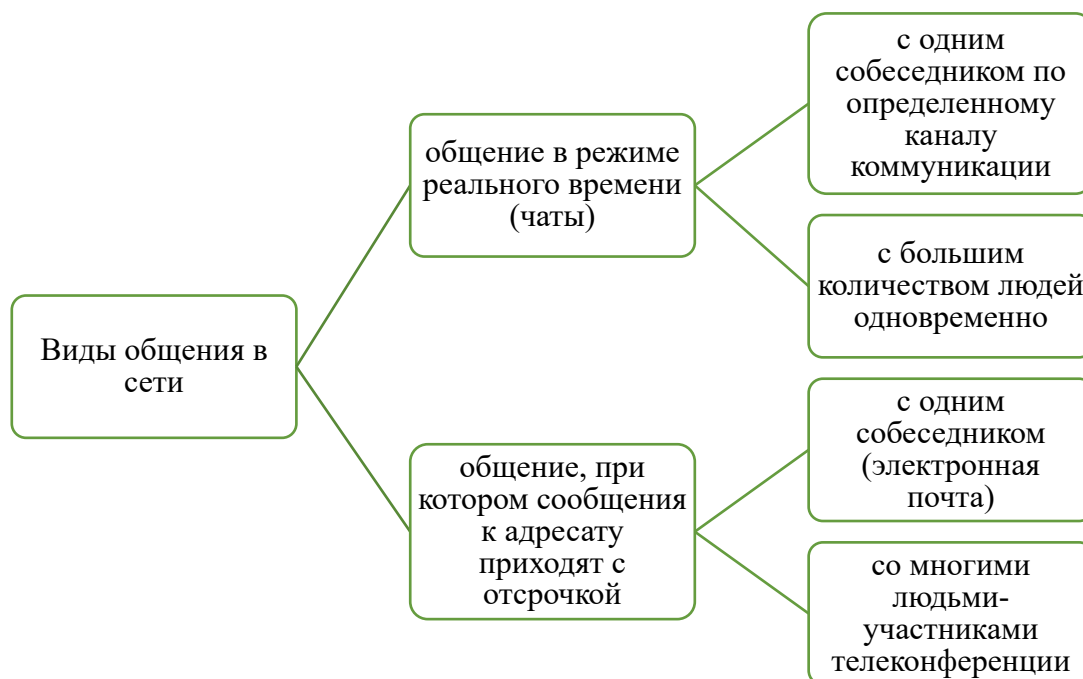 Виды общения в
сети
общение в режиме
реального времени
(чаты)
с одним
собеседником по
определенному
каналу
коммуникации
с большим
количеством людей
одновременно
общение, при
котором сообщения
к адресату
приходят с
отсрочкой
с одним
собеседником
(электронная
почта)
со многими
людьми-
участниками
телеконференции